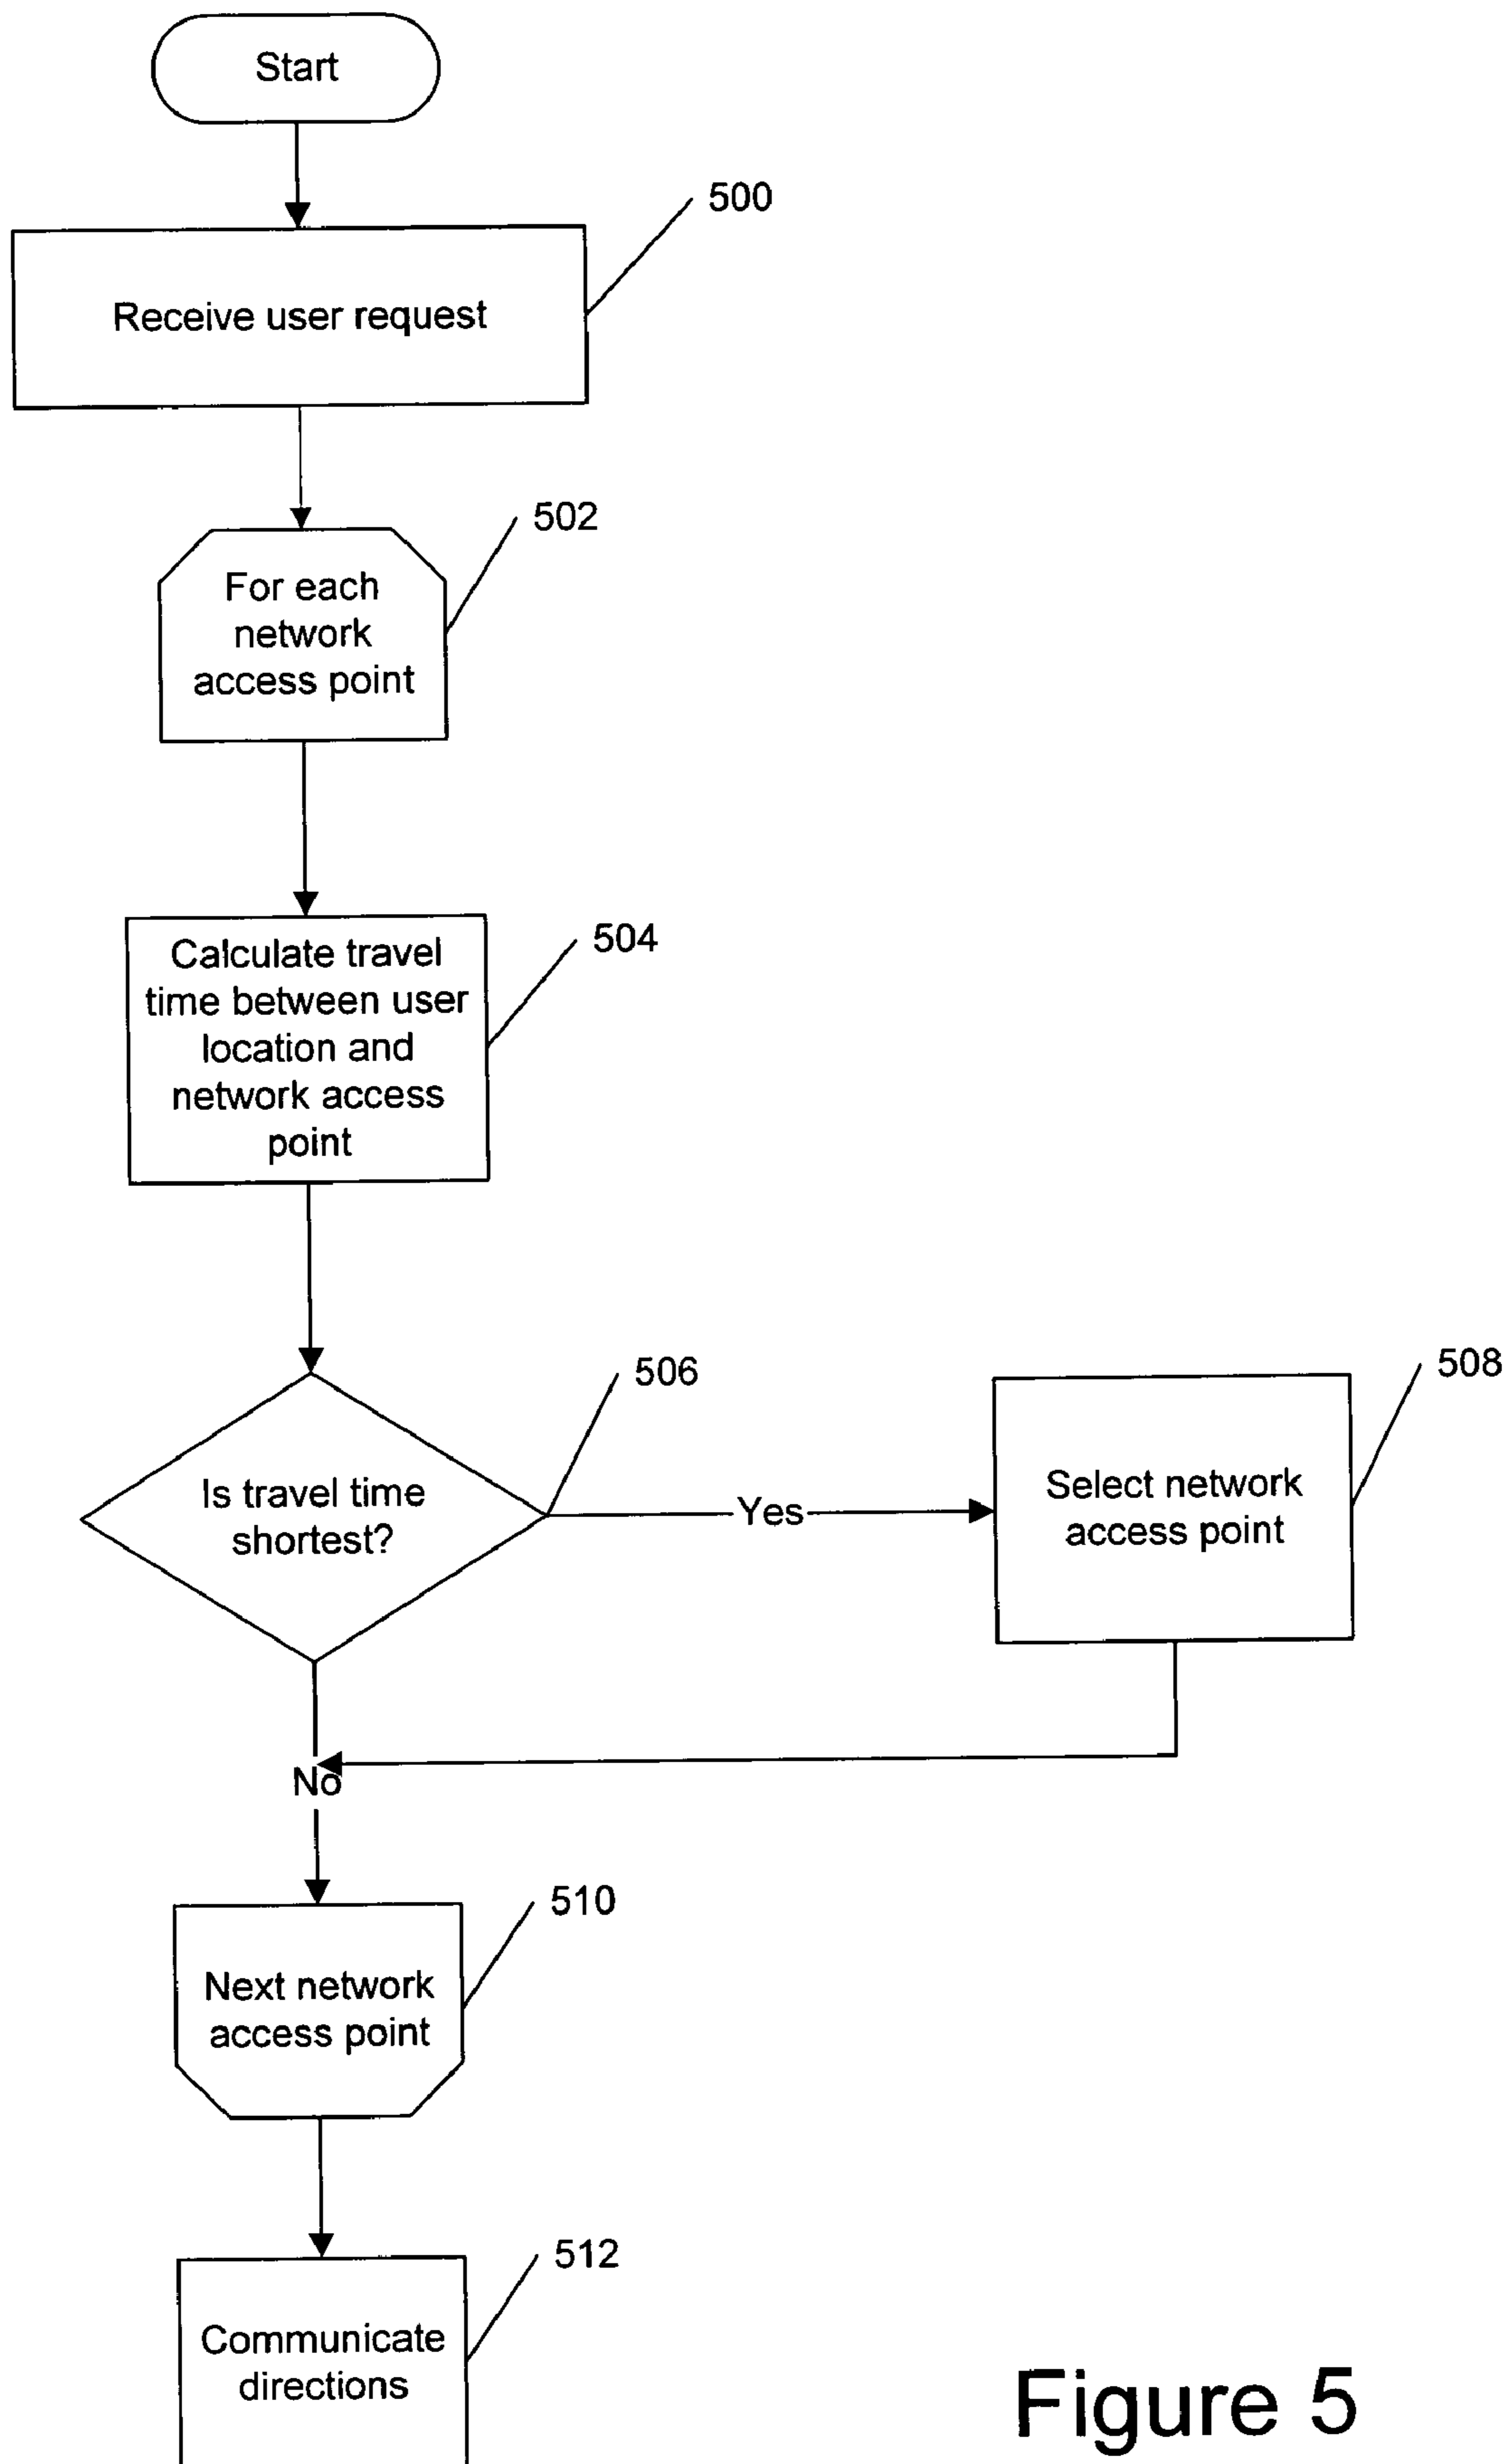 Start
500
Receive user request
502
For each
network
access point
504
Calculate travel
time between user
location and
network access
point
506
Is travel time
shortest?
Yes
508
Select network
access point
No
510
Next network
access point
512
Communicate
directions
Figure 5